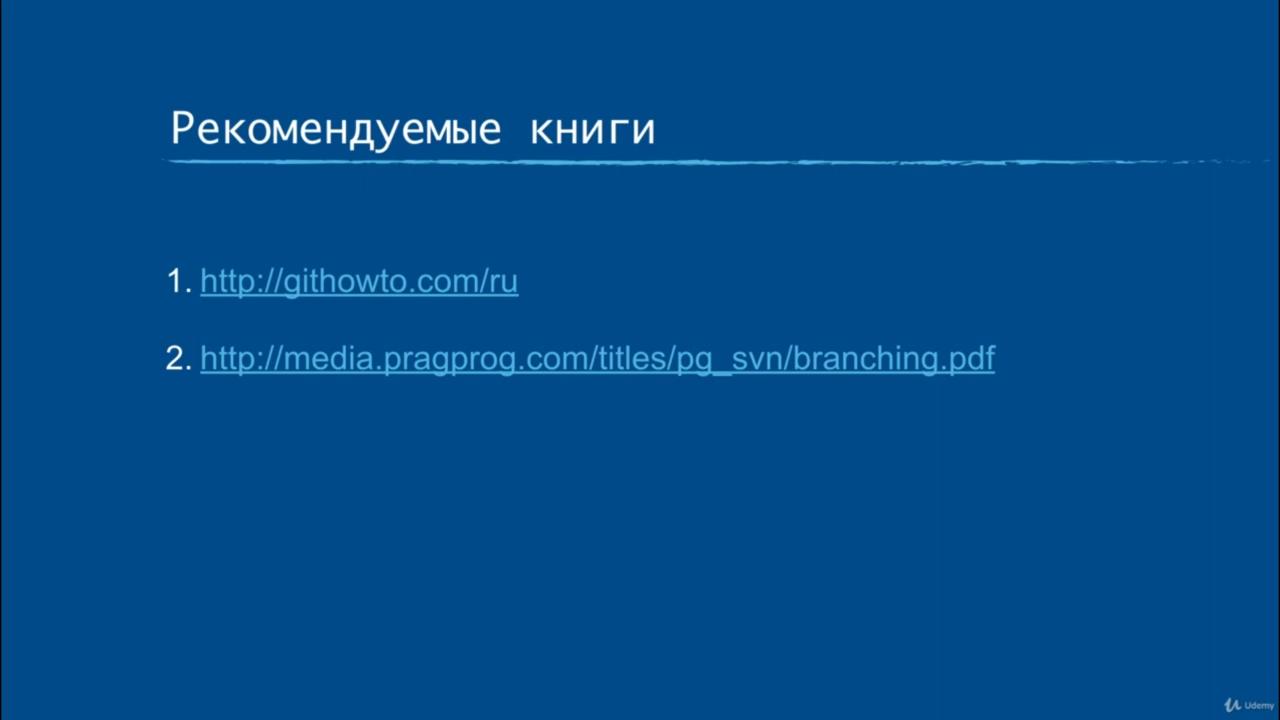 Рекомендуемые книги
1. http://githowto.com/ru
2. http://media.pragprog.com/titles/pg_svn/branching.pdf
Udemy